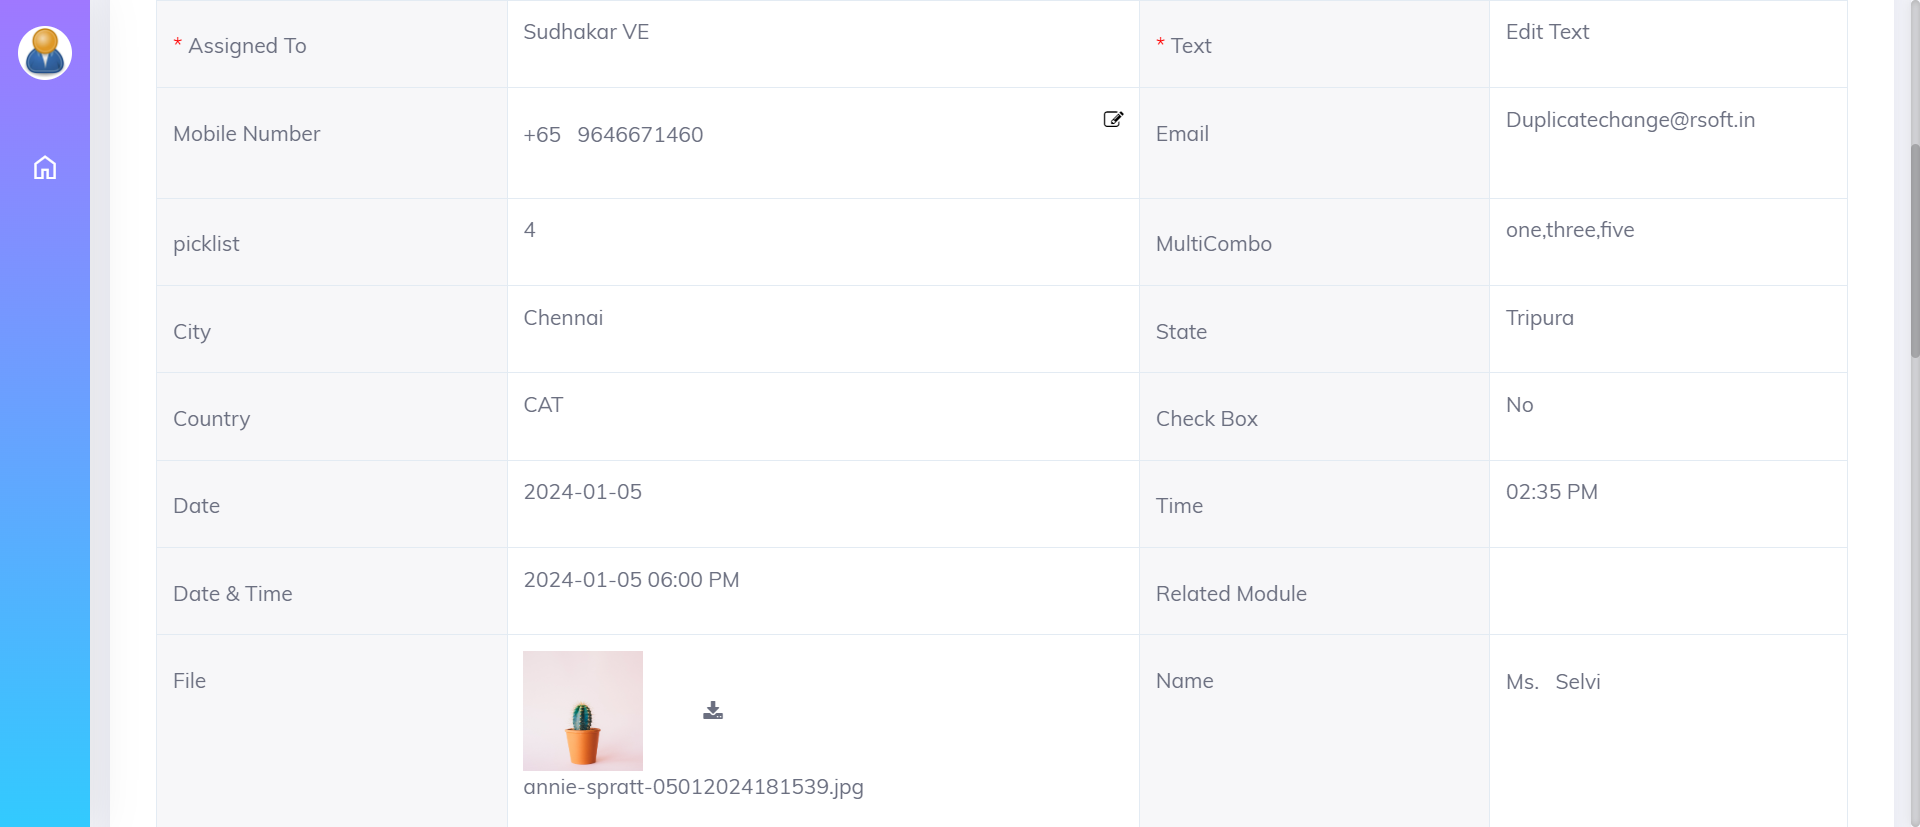 * Assigned To Sudhakar VE * Text Edit Text
Mobile Number +65 9646671460 Email Duplicatechange@rsoft.in
picklist 4 MultiCombo one,three,five
City Chennai State Tripura
Country CAT Check Box No
Date 2024-01-05 Time 02:35 PM
Date & Time 2024-01-05 06:00 PM Related Module
File Name Ms. Selvi
annie-spratt-05012024181539.jpg